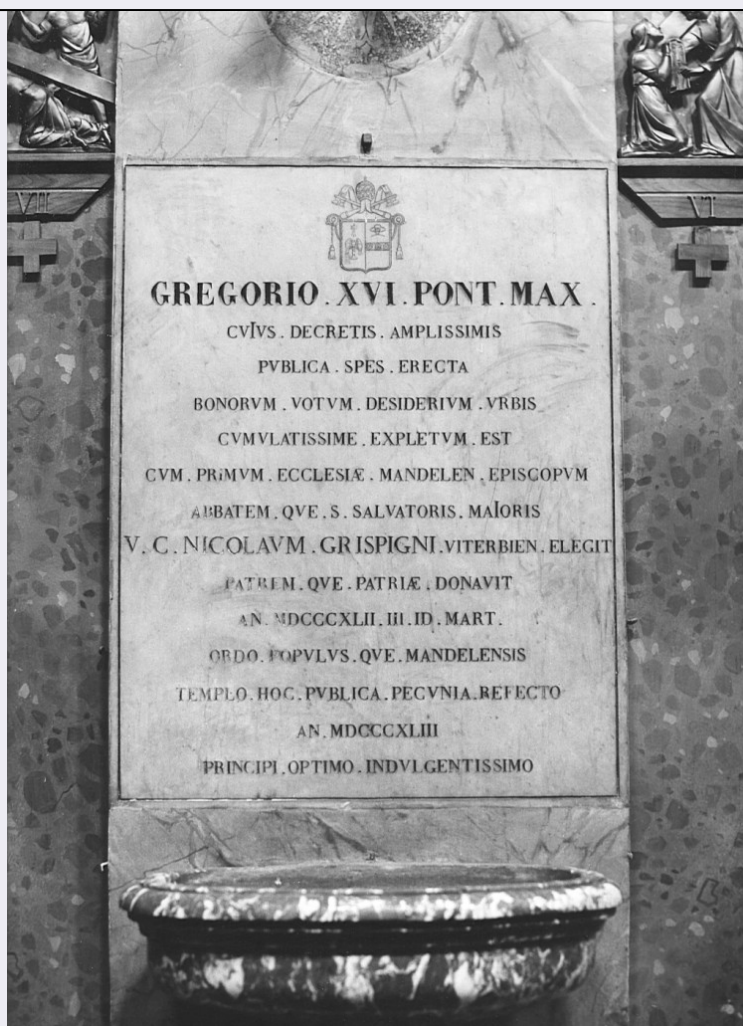 VII
VI
GREGORIO . XVI . PONT . MAX .
CVIVS . DECRETIS . AMPLISSIMIS
PVBLICA . SPES . ERECTA
BONORVM . VOTVM . DESIDERIVM . VRBIS
CVMVLATISSIME . EXPLETVM . EST
CVM . PRiMVM . ECCLESIÆ . MANDELEN . EPISCOPVM
ABBATEM . QVE . S . SALVATORIS . MAIORIS
V . C . NICOLAVM . GRISPIGNI . VITERBIEN . ELEGIT
PATREM . QVE . PATRIÆ . DONAVIT
AN . MDCCCXLII . III . ID . MART .
ORDO . POPVLVS . QVE . MANDELENSIS
TEMPLO . HOC . PVBLICA . PECVNIA . REFECTO
AN . MDCCCXLIII
PRINCIPI . OPTIMO . INDVLGENTISSIMO